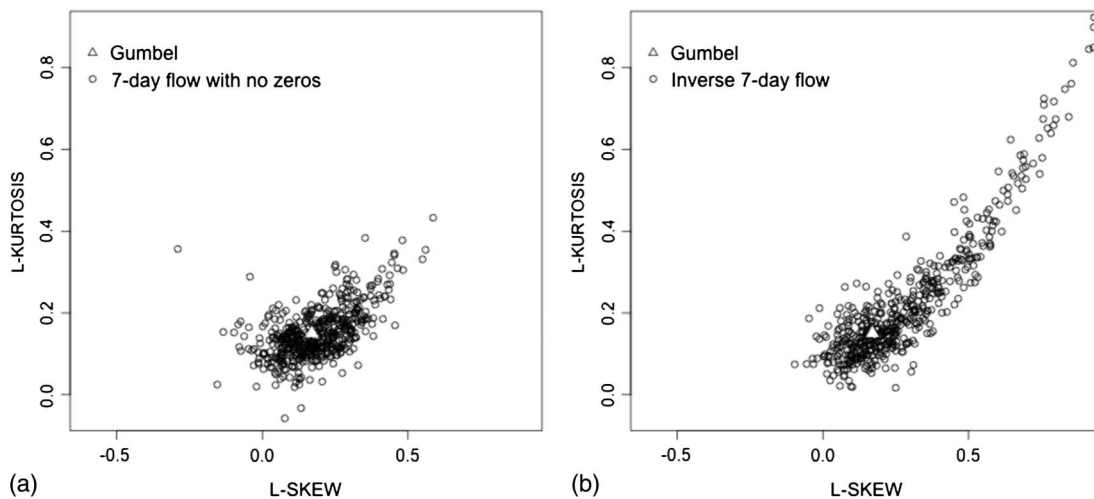 △ Gumbel
○ 7-day flow with no zeros
L-KURTOSIS
0.8
0.6
0.4
0.2
0.0
-0.5 0.0 0.5
L-SKEW
(a)
△ Gumbel
○ Inverse 7-day flow
L-KURTOSIS
0.8
0.6
0.4
0.2
0.0
-0.5 0.0 0.5
L-SKEW
(b)